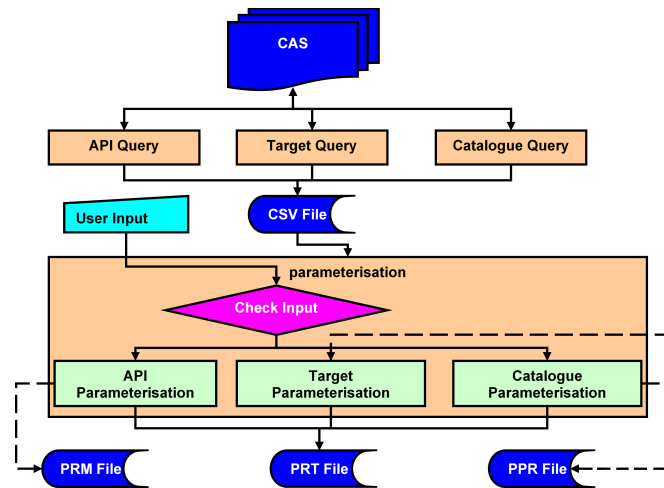 CAS
API Query
Target Query
Catalogue Query
User Input
CSV File
parameterisation
Check Input
API
Parameterisation
Target
Parameterisation
Catalogue
Parameterisation
PRM File
PRT File
PPR File